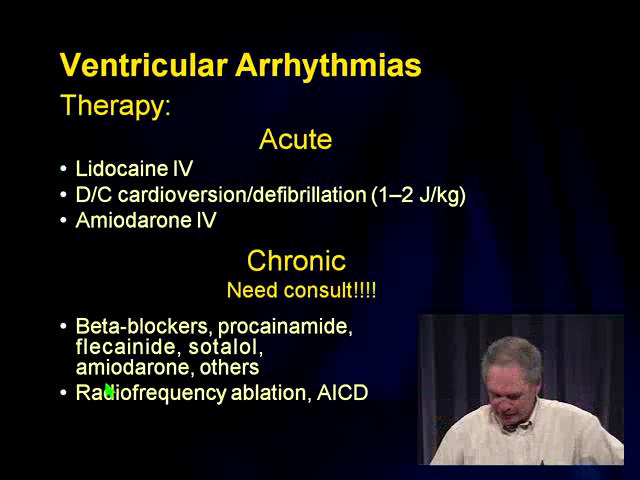 Ventricular Arrhythmias
Therapy:
Acute
• Lidocaine IV
• D/C cardioversion/defibrillation (1–2 J/kg)
• Amiodarone IV
Chronic
Need consult!!!!
• Beta-blockers, procainamide,
flecainide, sotalol,
amiodarone, others
• Radiofrequency ablation, AICD